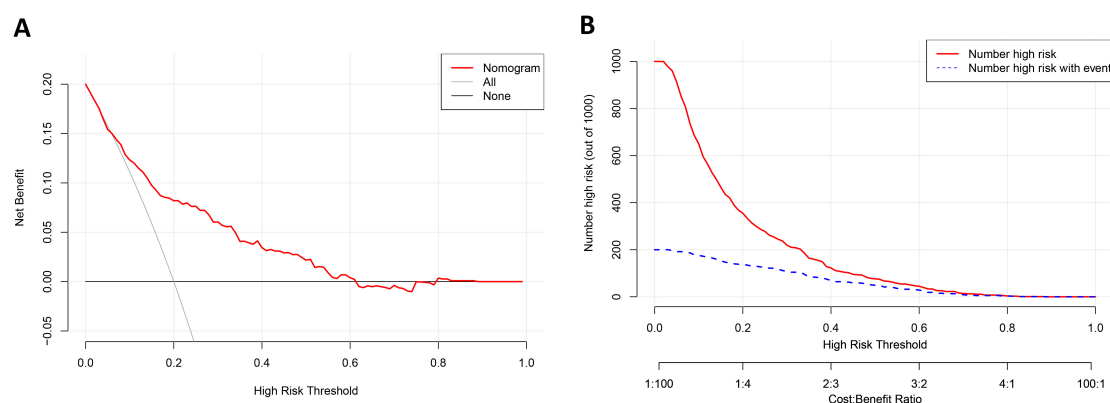 A
Nomogram
All
None
Net Benefit
0.20
0.15
0.10
0.05
0.00
−0.05
0.0 0.2 0.4 0.6 0.8 1.0
High Risk Threshold
B
Number high risk
Number high risk with event
Number high risk (out of 1000)
1000
800
600
400
200
0
0.0 0.2 0.4 0.6 0.8 1.0
High Risk Threshold
1:100 1:4 2:3 3:2 4:1 100:1
Cost:Benefit Ratio